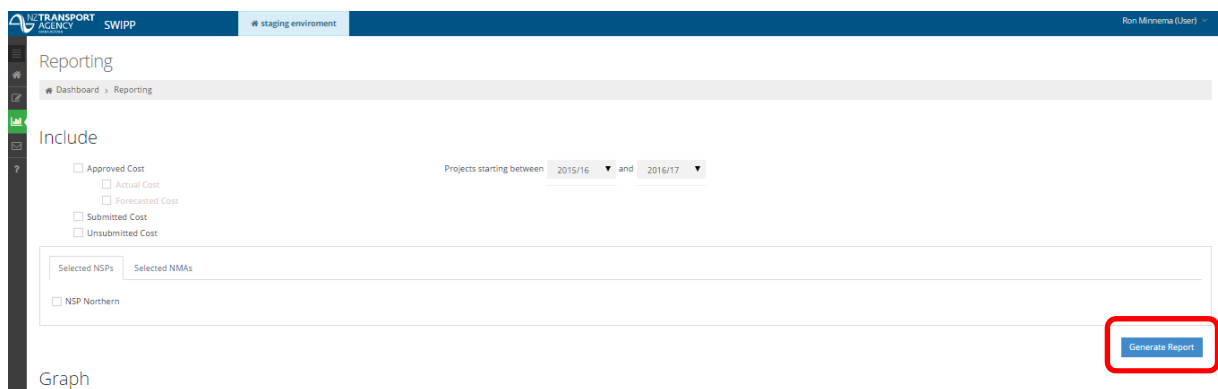 NZ TRANSPORT AGENCY SWIPP staging enviroment Ron Minnema (User)
Reporting
Dashboard > Reporting
Include
Approved Cost Projects starting between 2015/16 and 2016/17
Actual Cost
Forecasted Cost
Submitted Cost
Unsubmitted Cost
Selected NSPs Selected NMAs
NSP Northern
Generate Report
Graph